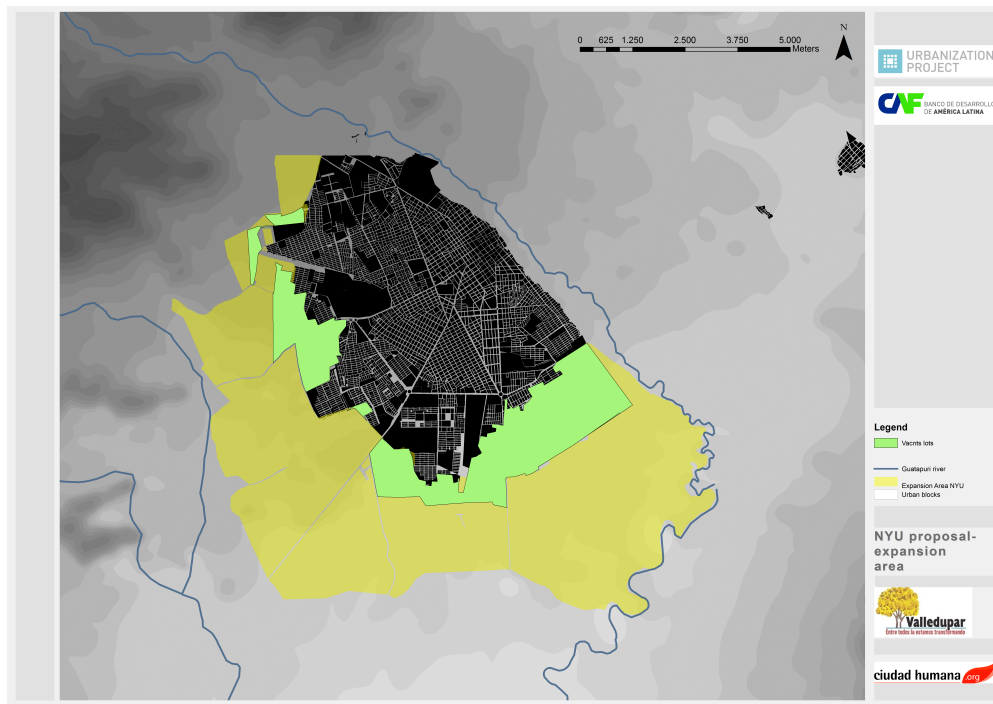 N
0 625 1.250 2.500 3.750 5.000
Meters
URBANIZATION
PROJECT
CAF BANCO DE DESARROLLO
DE AMÉRICA LATINA
Legend
Vacnts lots
Guatapuri river
Expansion Area NYU
Urban blocks
NYU proposal-
expansion
area
Valledupar
Entre todos la estamos transformando
ciudad humana .org